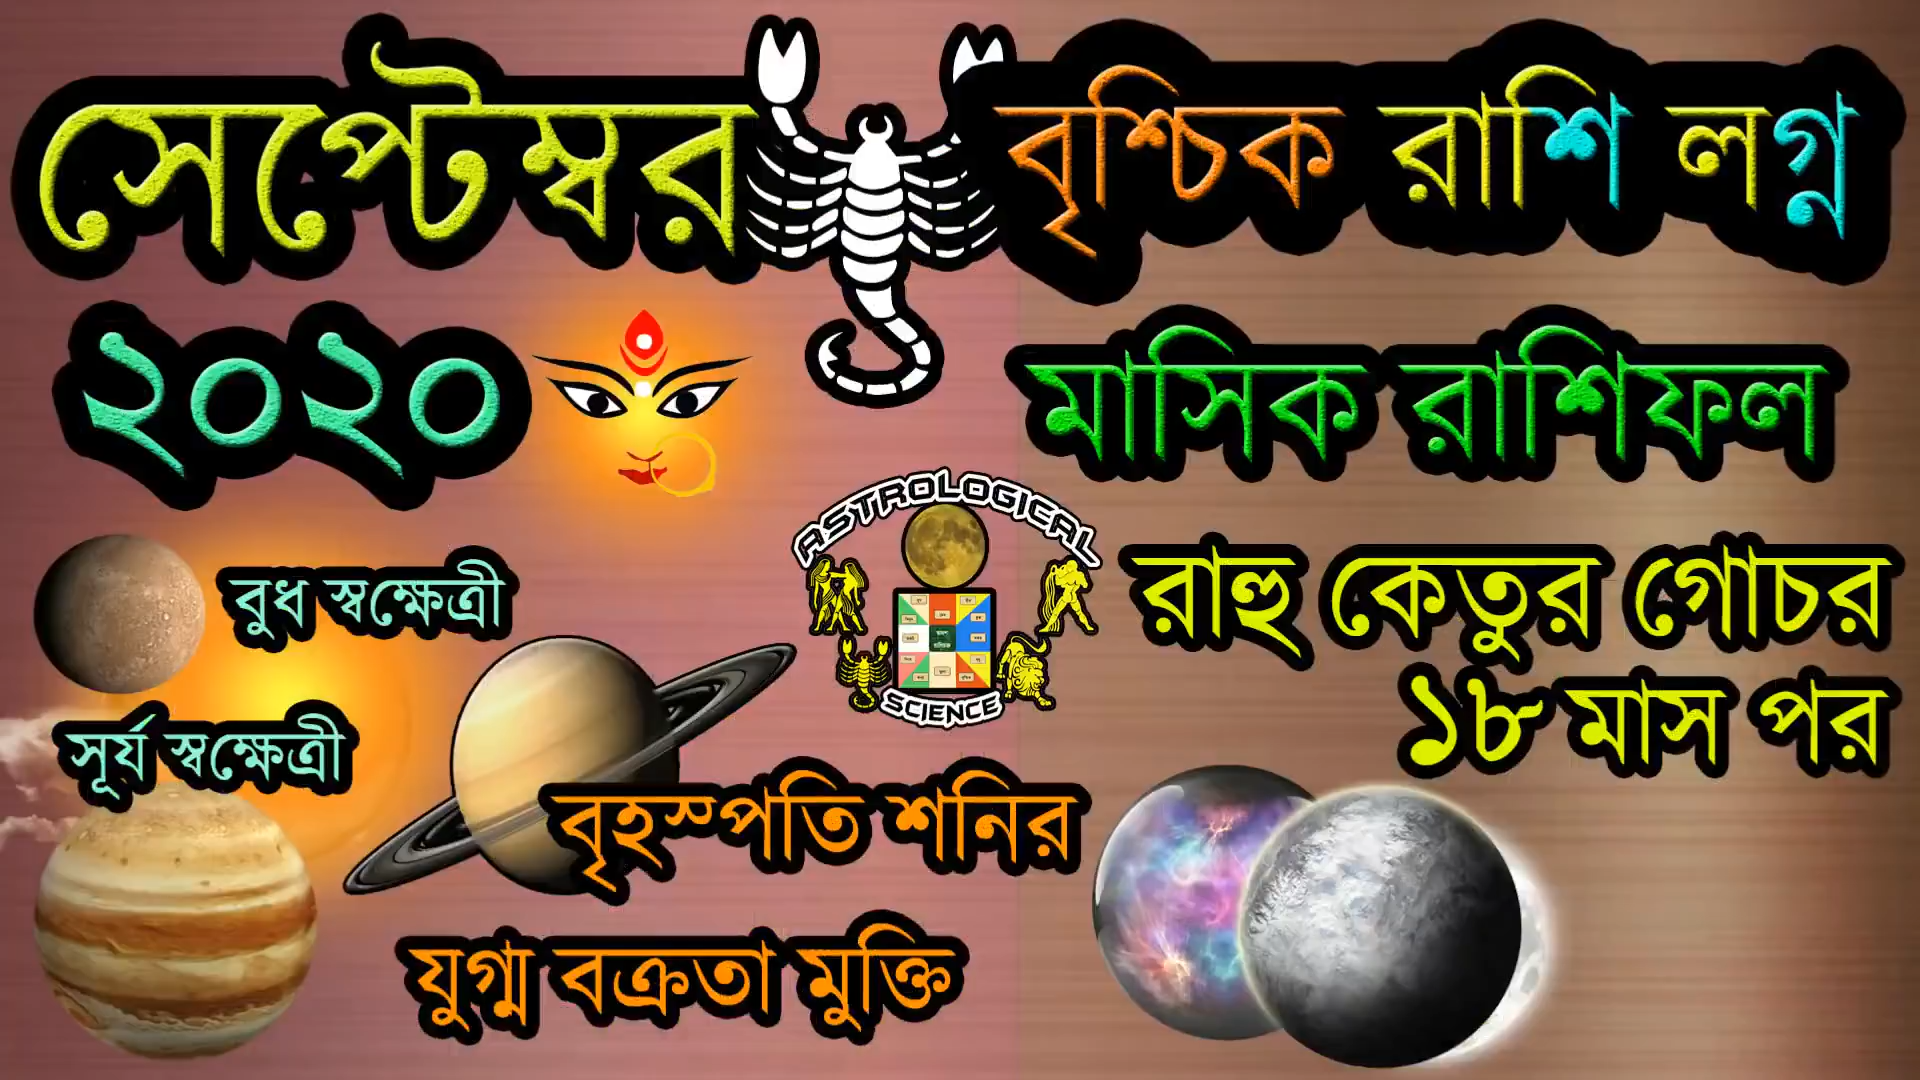 সেপ্টেম্বর
২০২০
বৃশ্চিক রাশি লগ্ন
মাসিক রাশিফল
ASTROLOGICAL
SCIENCE
বুধ স্বক্ষেত্রী
সূর্য স্বক্ষেত্রী
রাহু কেতুর গোচর
১৮ মাস পর
বৃহস্পতি শনির
যুগ্ম বক্রতা মুক্তি